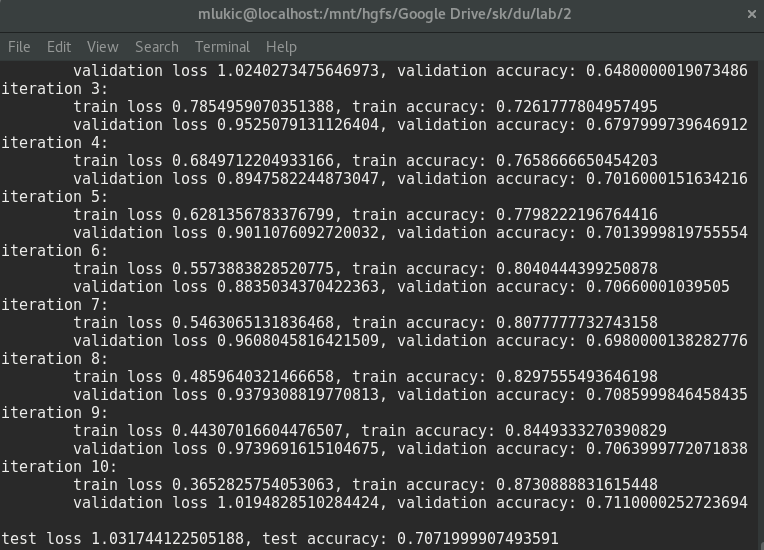 mlukic@localhost:/mnt/hgfs/Google Drive/sk/du/lab/2 ×
File Edit View Search Terminal Help
validation loss 1.0240273475646973, validation accuracy: 0.6480000019073486
iteration 3:
train loss 0.7854959070351388, train accuracy: 0.7261777804957495
validation loss 0.9525079131126404, validation accuracy: 0.6797999739646912
iteration 4:
train loss 0.6849712204933166, train accuracy: 0.7658666650454203
validation loss 0.8947582244873047, validation accuracy: 0.7016000151634216
iteration 5:
train loss 0.6281356783376799, train accuracy: 0.7798222196764416
validation loss 0.9011076092720032, validation accuracy: 0.7013999819755554
iteration 6:
train loss 0.5573883828520775, train accuracy: 0.8040444399250878
validation loss 0.8835034370422363, validation accuracy: 0.70660001039505
iteration 7:
train loss 0.5463065131836468, train accuracy: 0.8077777732743158
validation loss 0.9608045816421509, validation accuracy: 0.6980000138282776
iteration 8:
train loss 0.4859640321466658, train accuracy: 0.8297555493646198
validation loss 0.9379308819770813, validation accuracy: 0.7085999846458435
iteration 9:
train loss 0.44307016604476507, train accuracy: 0.8449333270390829
validation loss 0.9739691615104675, validation accuracy: 0.7063999772071838
iteration 10:
train loss 0.3652825754053063, train accuracy: 0.8730888831615448
validation loss 1.0194828510284424, validation accuracy: 0.7110000252723694
test loss 1.031744122505188, test accuracy: 0.7071999907493591